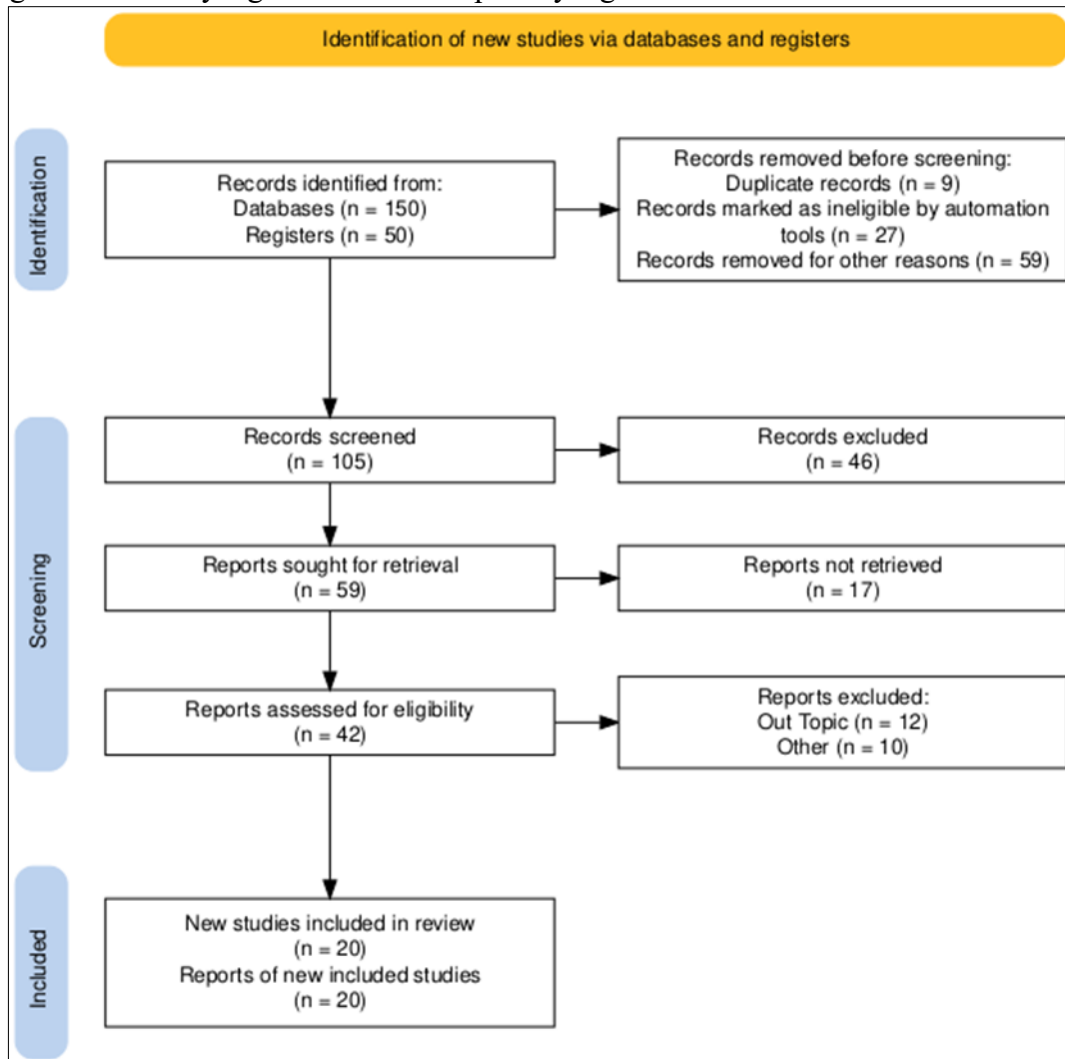 Identification of new studies via databases and registers
Identification
Records identified from:
Databases (n = 150)
Registers (n = 50)
Records removed before screening:
Duplicate records (n = 9)
Records marked as ineligible by automation
tools (n = 27)
Records removed for other reasons (n = 59)
Screening
Records screened
(n = 105)
Records excluded
(n = 46)
Reports sought for retrieval
(n = 59)
Reports not retrieved
(n = 17)
Reports assessed for eligibility
(n = 42)
Reports excluded:
Out Topic (n = 12)
Other (n = 10)
Included
New studies included in review
(n = 20)
Reports of new included studies
(n = 20)